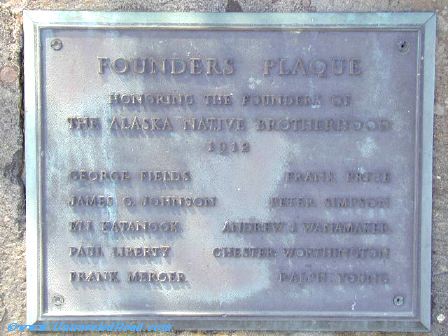 FOUNDERS PLAQUE
HONORING THE FOUNDERS OF
THE ALASKA NATIVE BROTHERHOOD
1912
GEORGE FIELDS FRANK PRICE
JAMES O. JOHNSON PETER SIMPSON
ELI KATANOOK ANDREW J. WANAMAKER
PAUL LIBERTY CHESTER WORTHINGTON
FRANK MERCER RALPH YOUNG